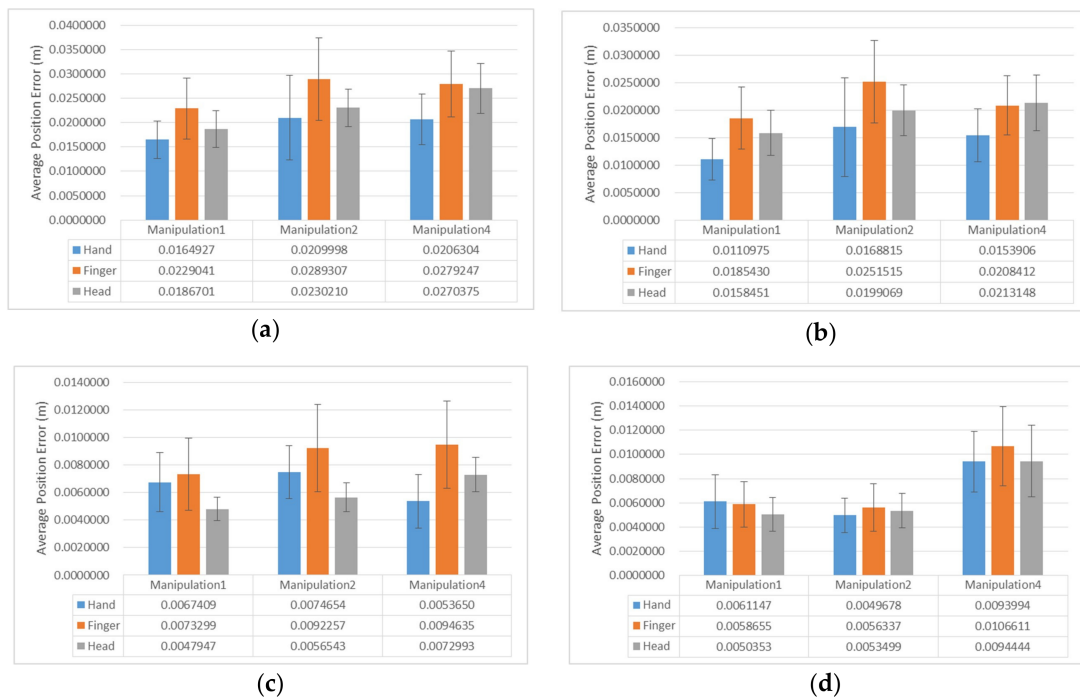 0.0400000
0.0350000
0.0300000
0.0250000
0.0200000
0.0150000
0.0100000
0.0050000
0.0000000
Average Position Error (m)
Manipulation1 Manipulation2 Manipulation4
Hand 0.0164927 0.0209998 0.0206304
Finger 0.0229041 0.0289307 0.0279247
Head 0.0186701 0.0230210 0.0270375
(a)
0.0350000
0.0300000
0.0250000
0.0200000
0.0150000
0.0100000
0.0050000
0.0000000
Average Position Error (m)
Manipulation1 Manipulation2 Manipulation4
Hand 0.0110975 0.0168815 0.0153906
Finger 0.0185430 0.0251515 0.0208412
Head 0.0158451 0.0199069 0.0213148
(b)
0.0140000
0.0120000
0.0100000
0.0080000
0.0060000
0.0040000
0.0020000
0.0000000
Average Position Error (m)
Manipulation1 Manipulation2 Manipulation4
Hand 0.0067409 0.0074654 0.0053650
Finger 0.0073299 0.0092257 0.0094635
Head 0.0047947 0.0056543 0.0072993
(c)
0.0160000
0.0140000
0.0120000
0.0100000
0.0080000
0.0060000
0.0040000
0.0020000
0.0000000
Average Position Error (m)
Manipulation1 Manipulation2 Manipulation4
Hand 0.0061147 0.0049678 0.0093994
Finger 0.0058655 0.0056337 0.0106611
Head 0.0050353 0.0053499 0.0094444
(d)